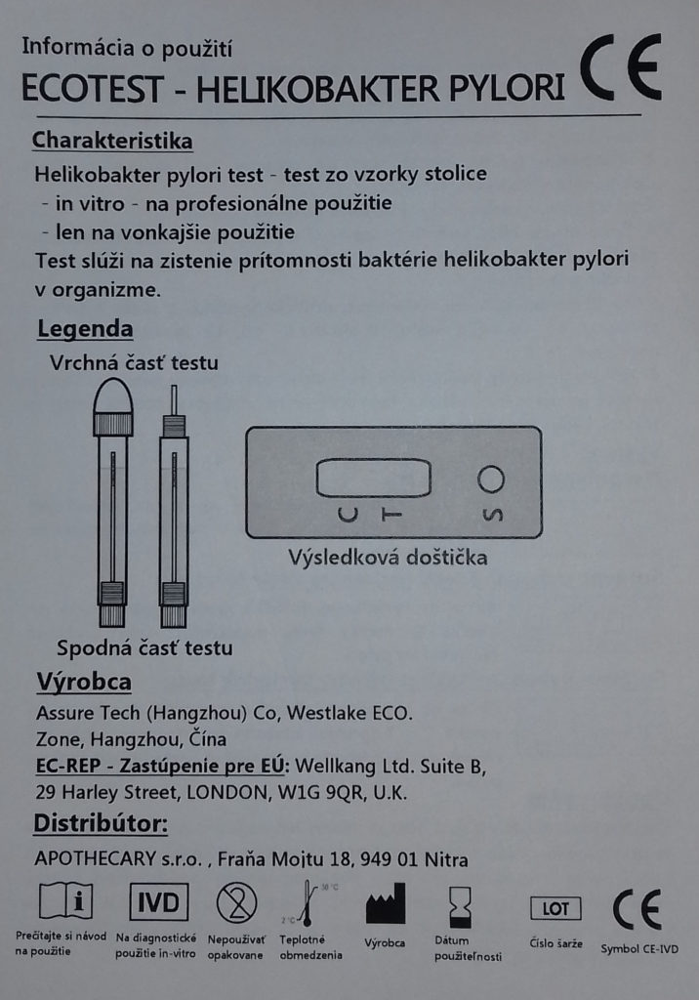 Informácia o použití
ECOTEST - HELIKOBAKTER PYLORI CE
Charakteristika
Helikobakter pylori test - test zo vzorky stolice
- in vitro - na profesionálne použitie
- len na vonkajšie použitie
Test slúži na zistenie prítomnosti baktérie helikobakter pylori
v organizme.
Legenda
Vrchná časť testu
C T S
Výsledková doštička
Spodná časť testu
Výrobca
Assure Tech (Hangzhou) Co, Westlake ECO.
Zone, Hangzhou, Čína
EC-REP - Zastúpenie pre EÚ: Wellkang Ltd. Suite B,
29 Harley Street, LONDON, W1G 9QR, U.K.
Distribútor:
APOTHECARY s.r.o. , Fraňa Mojtu 18, 949 01 Nitra
i IVD 2 2°C 30 °C LOT CE
Prečítajte si návod
na použitie
Na diagnostické
použitie in-vitro
Nepoužívať
opakovane
Teplotné
obmedzenia
Výrobca
Dátum
použiteľnosti
Číslo šarže
Symbol CE-IVD